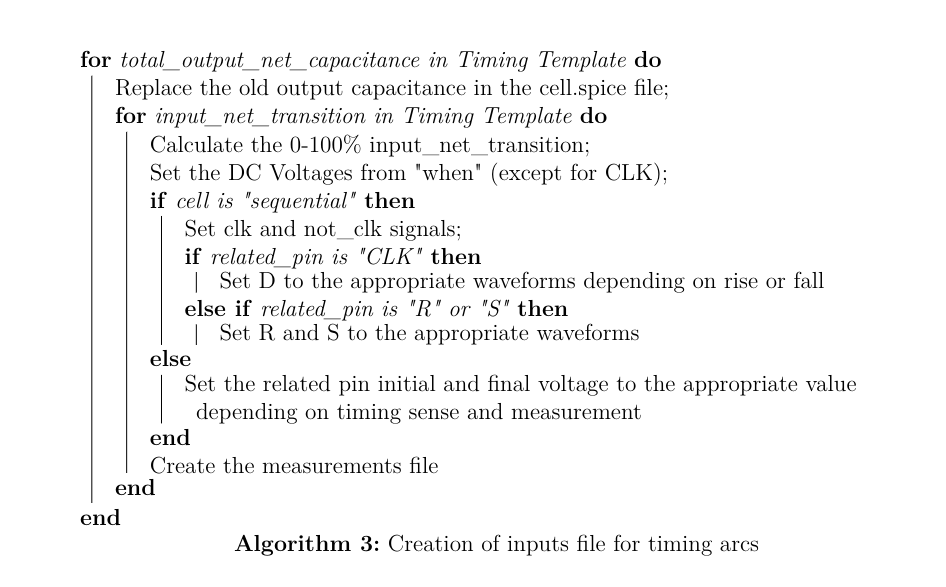 for total_output_net_capacitance in Timing Template do
Replace the old output capacitance in the cell.spice file;
for input_net_transition in Timing Template do
Calculate the 0-100% input_net_transition;
Set the DC Voltages from "when" (except for CLK);
if cell is "sequential" then
Set clk and not_clk signals;
if related_pin is "CLK" then
Set D to the appropriate waveforms depending on rise or fall
else if related_pin is "R" or "S" then
Set R and S to the appropriate waveforms
else
Set the related pin initial and final voltage to the appropriate value
depending on timing sense and measurement
end
Create the measurements file
end
end
Algorithm 3: Creation of inputs file for timing arcs